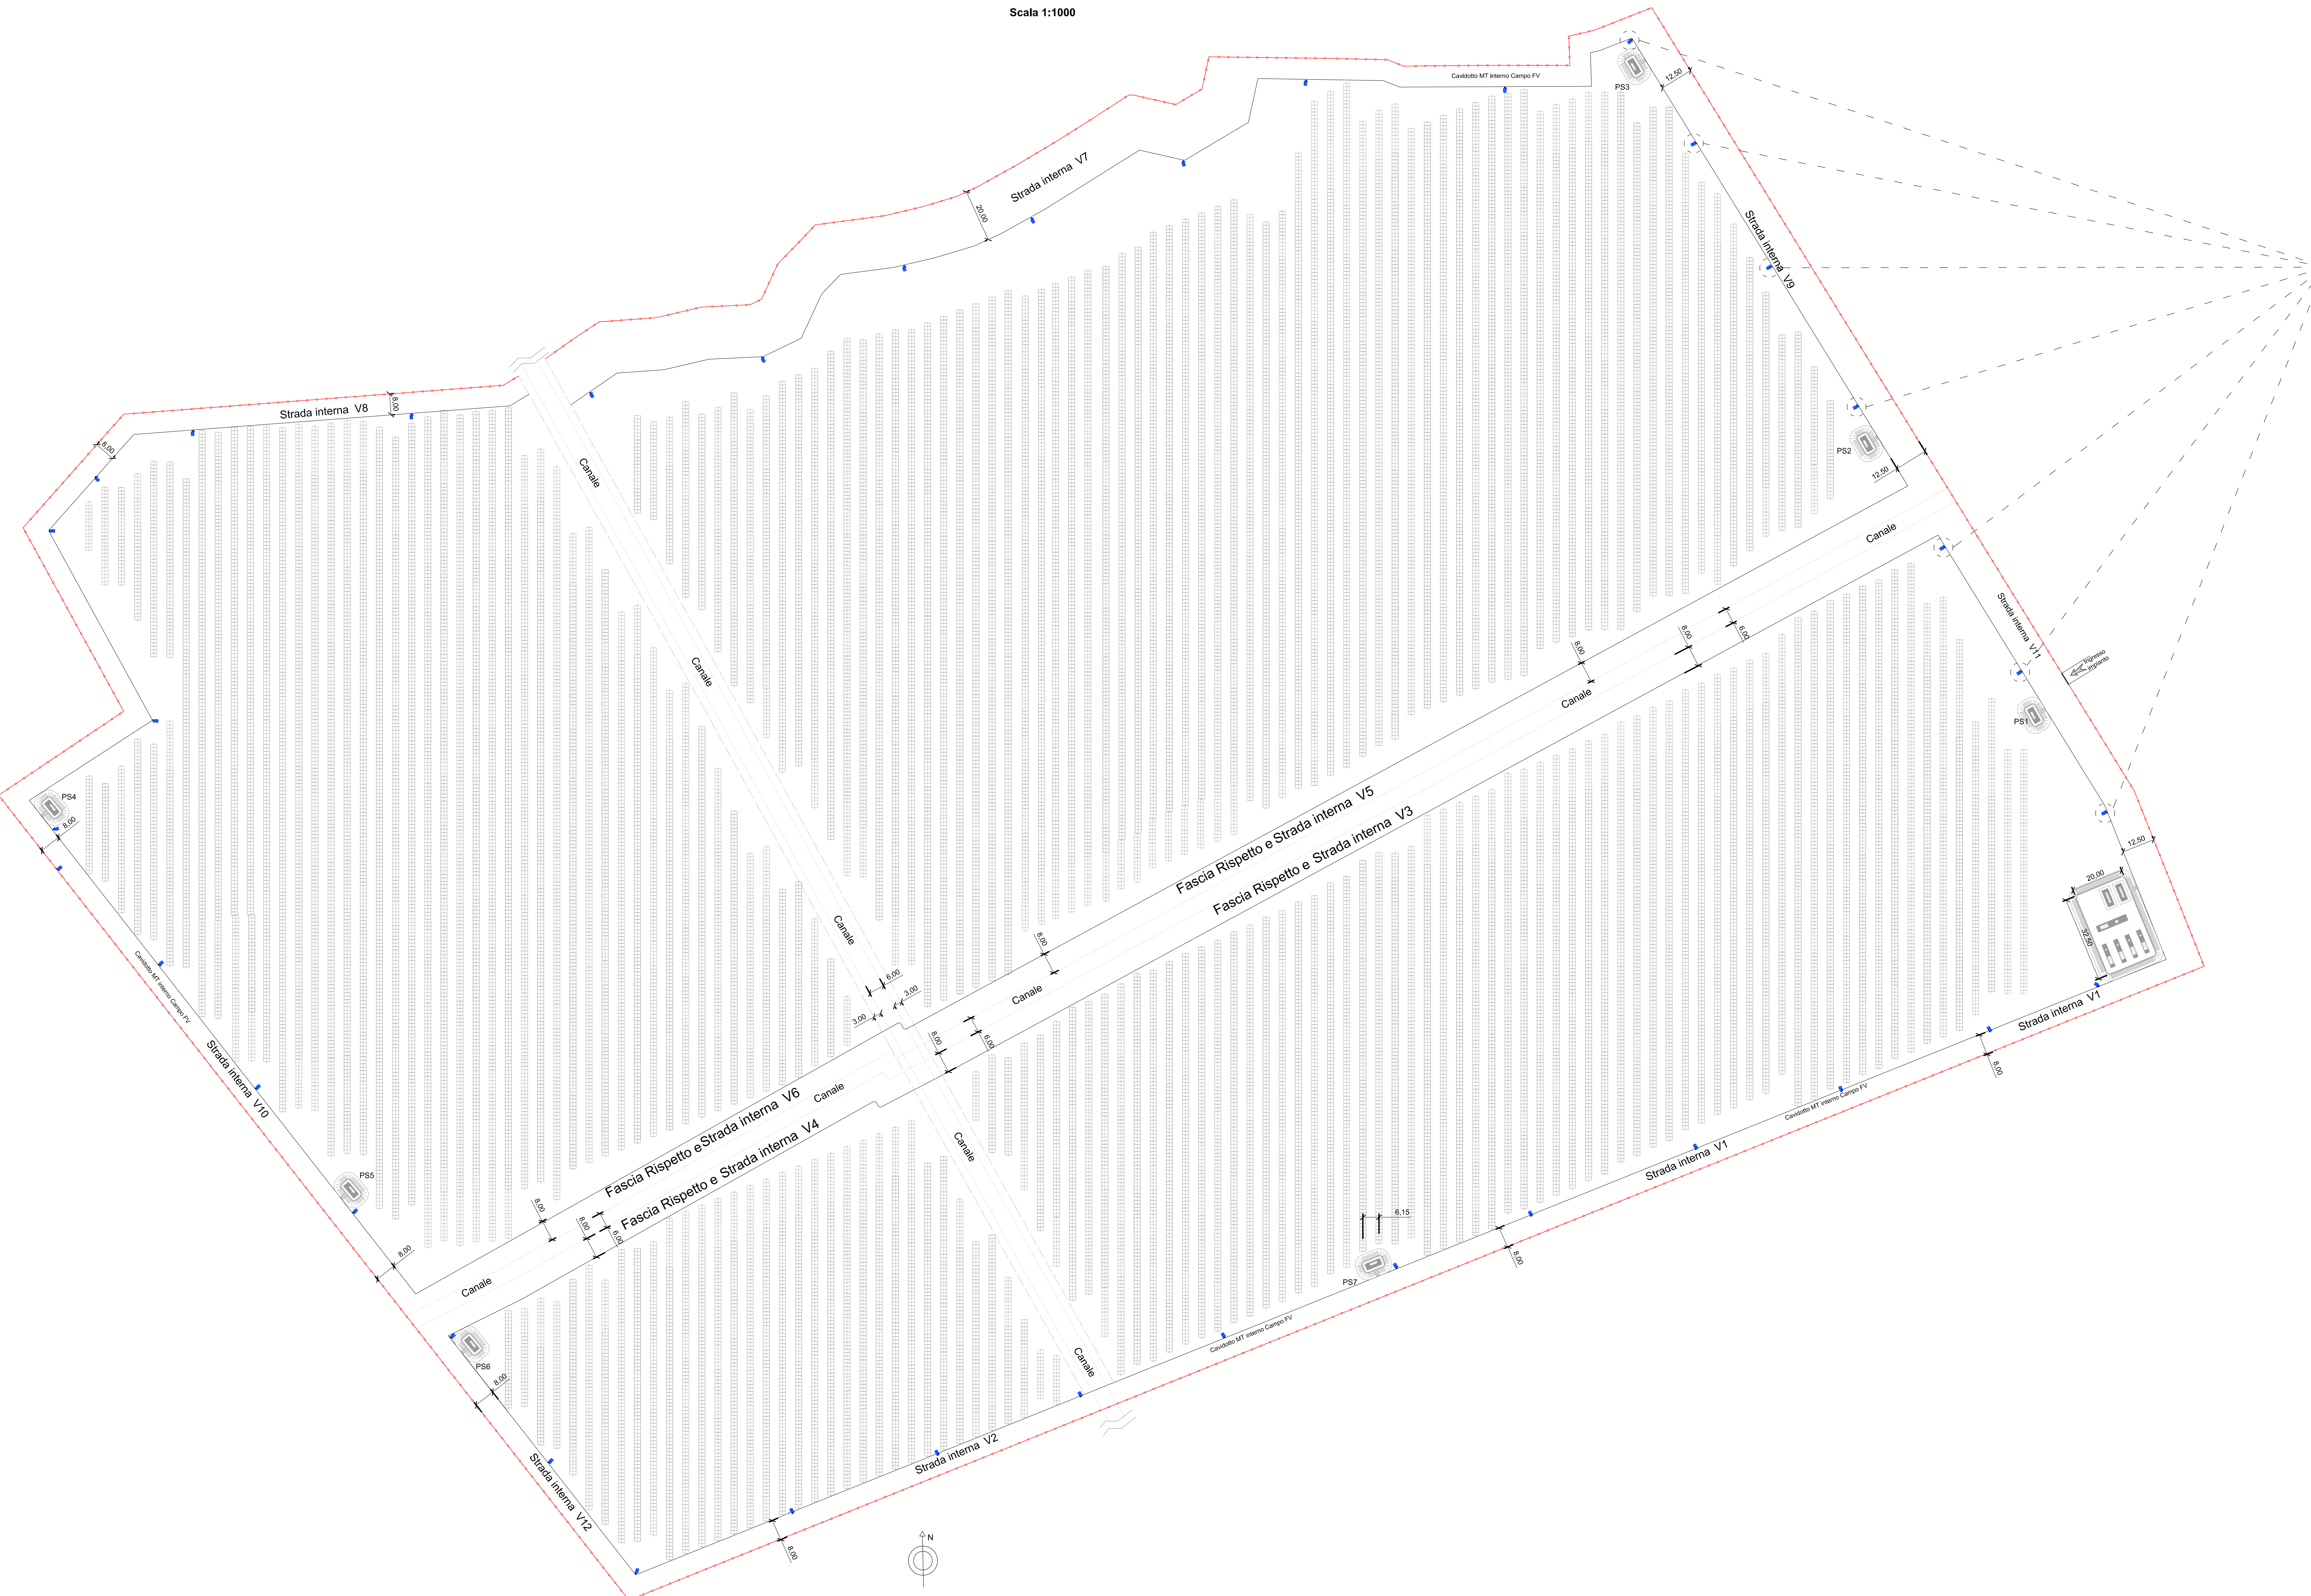 Scala 1:1000
Cavidotto MT interno Campo FV
PS3
12,50
Strada interna V7
20,00
Strada interna V9
Strada interna V8
8,00
8,00
PS2
12,50
Canale
Canale
Strada interna V11
Ingresso
impianto
8,00
8,00
6,00
Canale
Canale
PS1
PS4
8,00
Fascia Rispetto e Strada interna V5
Fascia Rispetto e Strada interna V3
12,50
20,00
32,50
Canale
8,00
Cavidotto MT interno Campo FV
6,00
3,00
3,00
Canale
Strada interna V1
8,00
6,00
8,00
Strada interna V10
Canale
Fascia Rispetto e Strada interna V6
Fascia Rispetto e Strada interna V4
Canale
Cavidotto MT interno Campo FV
Strada interna V1
PS5
8,00
8,00
6,00
6,15
8,00
8,00
PS7
Canale
Cavidotto MT interno Campo FV
PS6
8,00
Canale
Strada interna V2
Strada interna V12
8,00
N